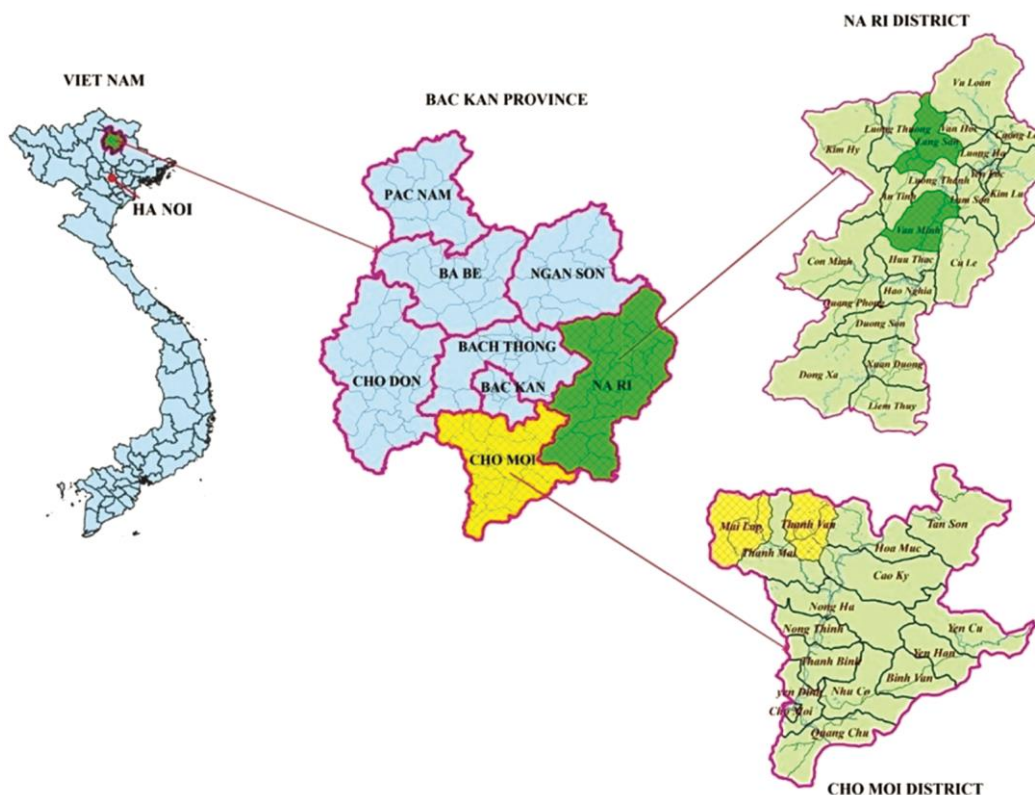 VIET NAM
HA NOI
BAC KAN PROVINCE
PAC NAM
BA BE
NGAN SON
BACH THONG
CHO DON
BAC KAN
NA RI
CHO MOI
NA RI DISTRICT
Vu Loan
Luong Thuong
Van Hoc
Lang San
Kim Hy
Luong Ha
Luong Thanh
Kim Lu
An Tinh
Lam Son
Van Minh
Huu Thac
Con Minh
Cu Le
Hao Nghia
Quang Phong
Duong Son
Xuan Duong
Dong Xa
Liem Thuy
Mai Lap
Thanh Van
Tan Son
Thanh Mai
Hoa Muc
Cao Ky
Nong Ha
Nong Thinh
Yen Cu
Yen Han
Thanh Binh
Binh Van
yen Dinh
Nhu Co
Cho Moi
Quang Chu
CHO MOI DISTRICT